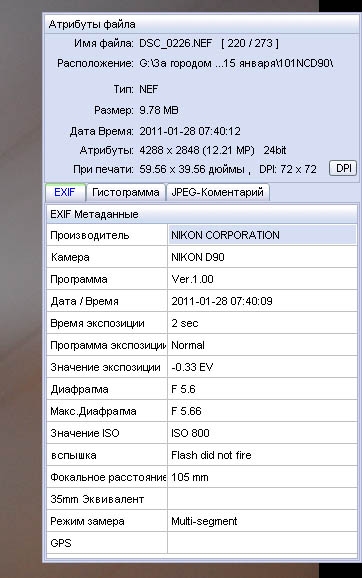 Атрибуты файла
Имя файла: DSC_0226.NEF [ 220 / 273 ]
Расположение: G:\За городом ...15 января\101NCD90\
Тип: NEF
Размер: 9.78 MB
Дата Время: 2011-01-28 07:40:12
Атрибуты: 4288 x 2848 (12.21 MP) 24bit
При печати: 59.56 x 39.56 дюймы , DPI: 72 x 72 DPI
EXIF Гистограмма JPEG-Коментарий
EXIF Метаданные
Производитель NIKON CORPORATION
Камера NIKON D90
Программа Ver.1.00
Дата / Время 2011-01-28 07:40:09
Время экспозиции 2 sec
Программа экспозици Normal
Значение экспозиции -0.33 EV
Диафрагма F 5.6
Макс.Диафрагма F 5.66
Значение ISO ISO 800
вспышка Flash did not fire
Фокальное расстояние 105 mm
35mm Эквивалент
Режим замера Multi-segment
GPS